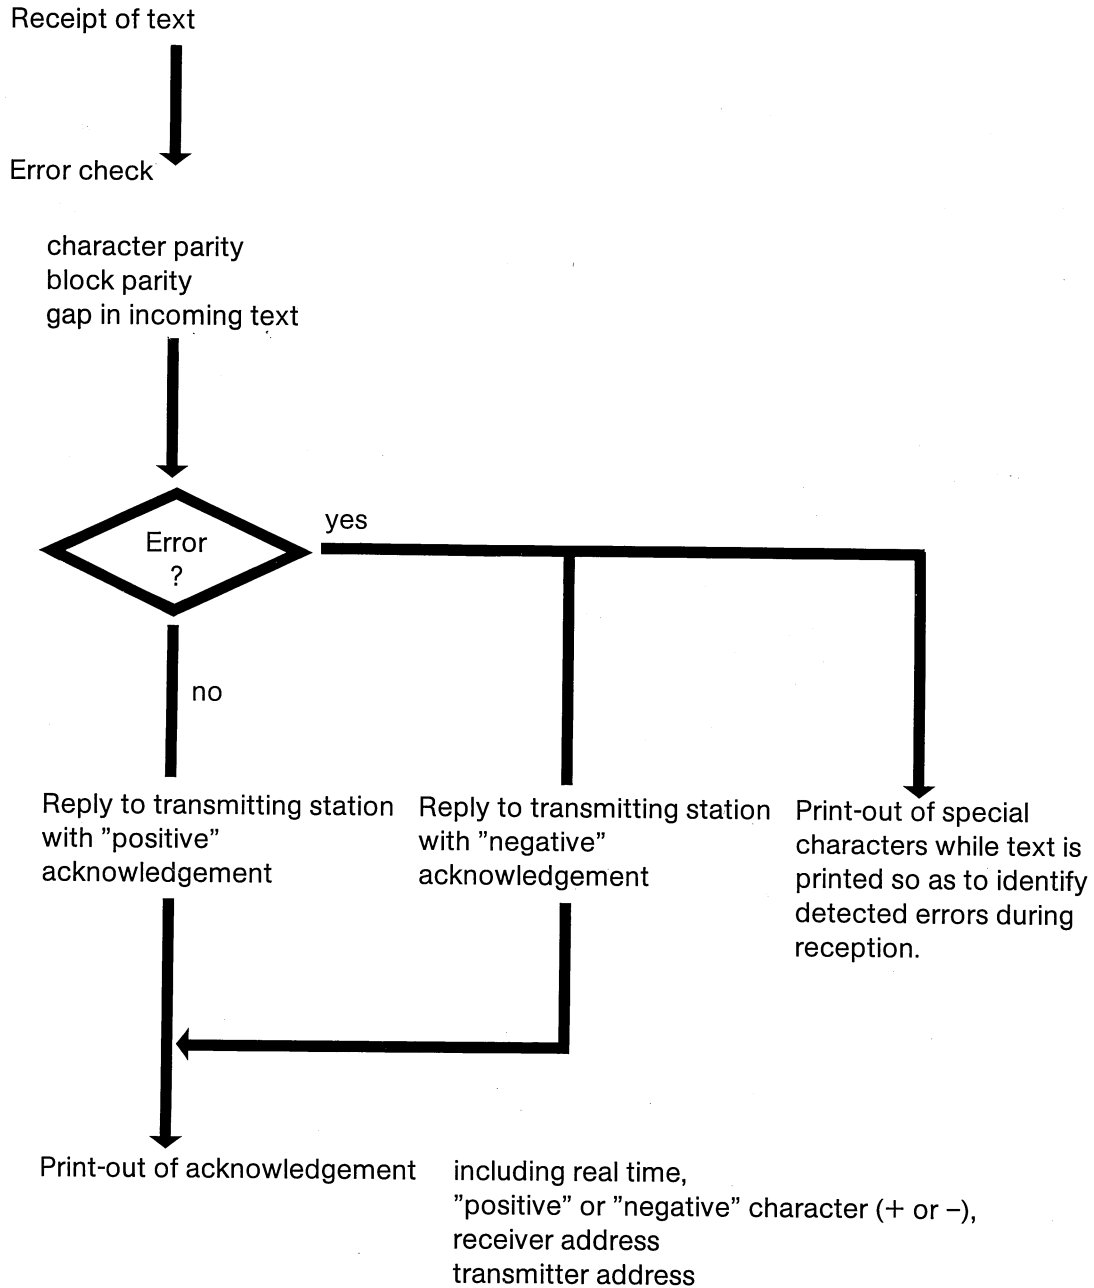 Receipt of text
Error check
character parity
block parity
gap in incoming text
Error
?
yes
no
Reply to transmitting station
with ”positive”
acknowledgement
Reply to transmitting station
with ”negative”
acknowledgement
Print-out of special
characters while text is
printed so as to identify
detected errors during
reception.
Print-out of acknowledgement
including real time,
”positive” or ”negative” character (+ or −),
receiver address
transmitter address